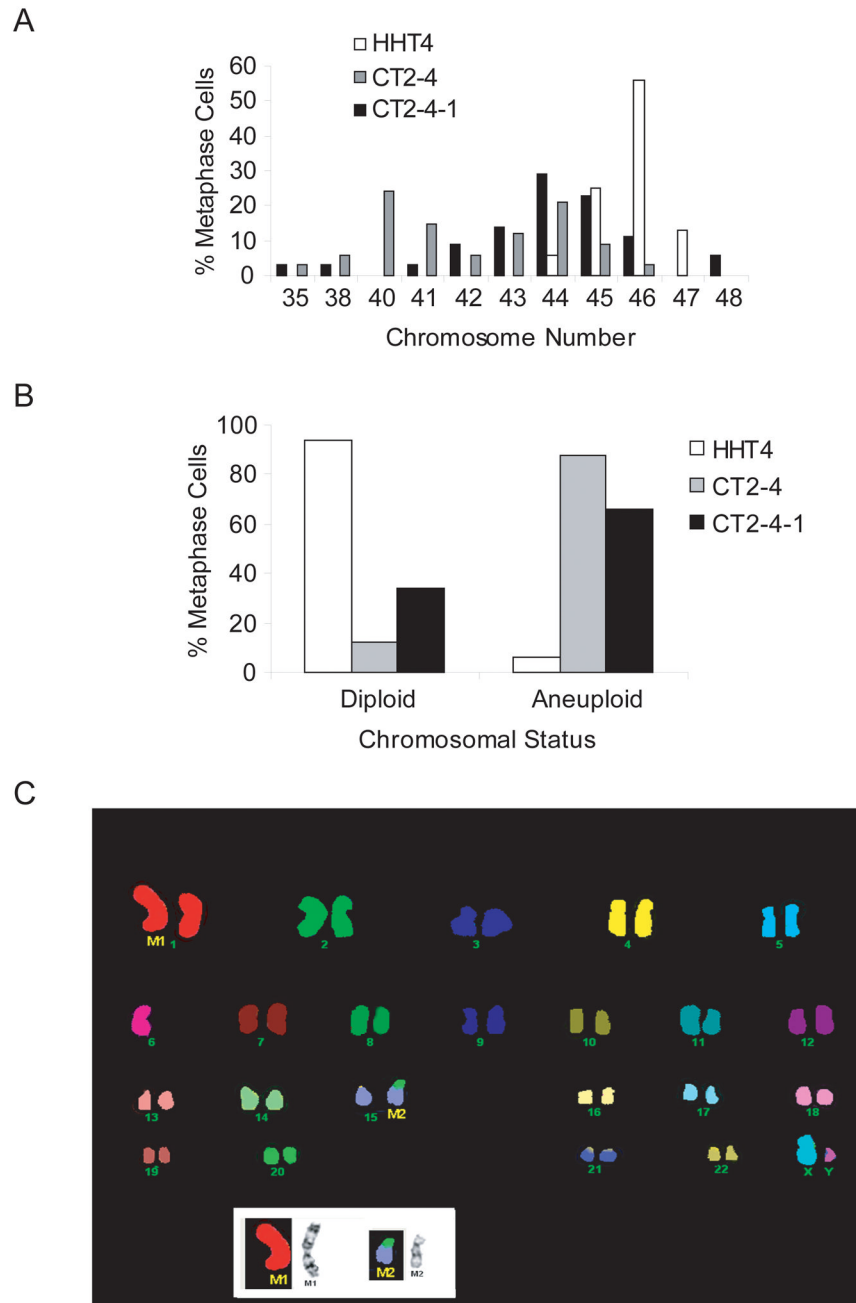 A
HHT4
CT2-4
CT2-4-1
% Metaphase Cells
60
50
40
30
20
10
0
35 38 40 41 42 43 44 45 46 47 48
Chromosome Number
B
% Metaphase Cells
100
80
60
40
20
0
HHT4
CT2-4
CT2-4-1
Diploid Aneuploid
Chromosomal Status
C
M1 1 2 3 4 5
6 7 8 9 10 11 12
13 14 15 M2 16 17 18
19 20 21 22 X Y
M1 M1 M2 M2